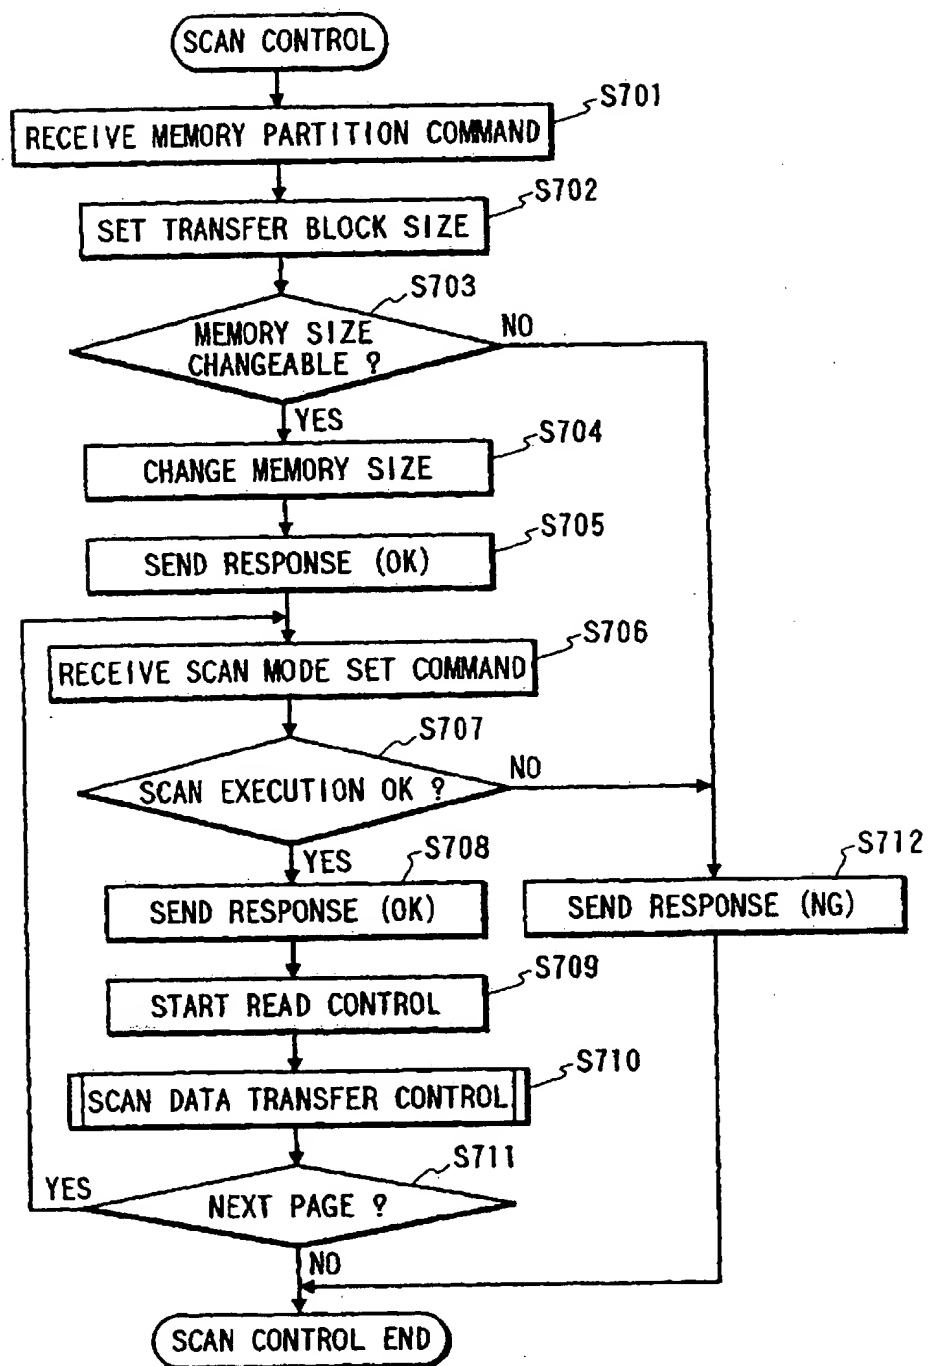 SCAN CONTROL
S701
RECEIVE MEMORY PARTITION COMMAND
S702
SET TRANSFER BLOCK SIZE
S703
MEMORY SIZE
CHANGEABLE ?
NO
YES
S704
CHANGE MEMORY SIZE
S705
SEND RESPONSE (OK)
S706
RECEIVE SCAN MODE SET COMMAND
S707
SCAN EXECUTION OK ?
NO
YES
S708
SEND RESPONSE (OK)
S712
SEND RESPONSE (NG)
S709
START READ CONTROL
S710
SCAN DATA TRANSFER CONTROL
S711
NEXT PAGE ?
YES
NO
SCAN CONTROL END